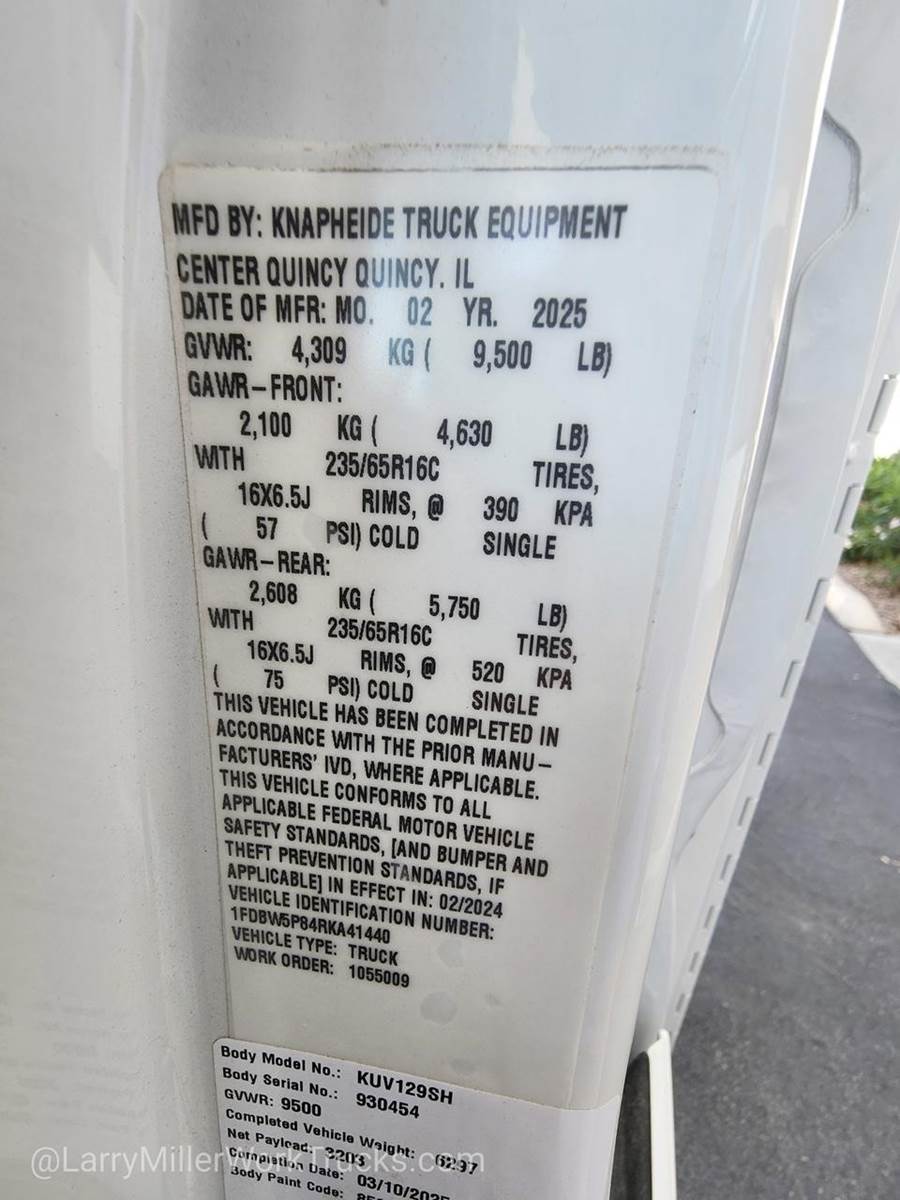 MFD BY: KNAPHEIDE TRUCK EQUIPMENT
CENTER QUINCY QUINCY. IL
DATE OF MFR: MO. 02 YR. 2025
GVWR: 4,309 KG ( 9,500 LB)
GAWR-FRONT:
2,100 KG ( 4,630 LB)
WITH 235/65R16C TIRES,
16X6.5J RIMS, @ 390 KPA
( 57 PSI) COLD SINGLE
GAWR-REAR:
2,608 KG ( 5,750 LB)
WITH 235/65R16C TIRES,
16X6.5J RIMS, @ 520 KPA
( 75 PSI) COLD SINGLE
THIS VEHICLE HAS BEEN COMPLETED IN
ACCORDANCE WITH THE PRIOR MANU-
FACTURERS' IVD, WHERE APPLICABLE.
THIS VEHICLE CONFORMS TO ALL
APPLICABLE FEDERAL MOTOR VEHICLE
SAFETY STANDARDS, [AND BUMPER AND
THEFT PREVENTION STANDARDS, IF
APPLICABLE] IN EFFECT IN: 02/2024
VEHICLE IDENTIFICATION NUMBER:
1FDBW5P84RKA41440
VEHICLE TYPE: TRUCK
WORK ORDER: 1055009
Body Model No.: KUV129SH
Body Serial No.: 930454
GVWR: 9500
Completed Vehicle Weight: 6297
Net Payload: 3203
Completion Date: 03/10/2025
Body Paint Code:
@LarryMillerWorkTrucks.com